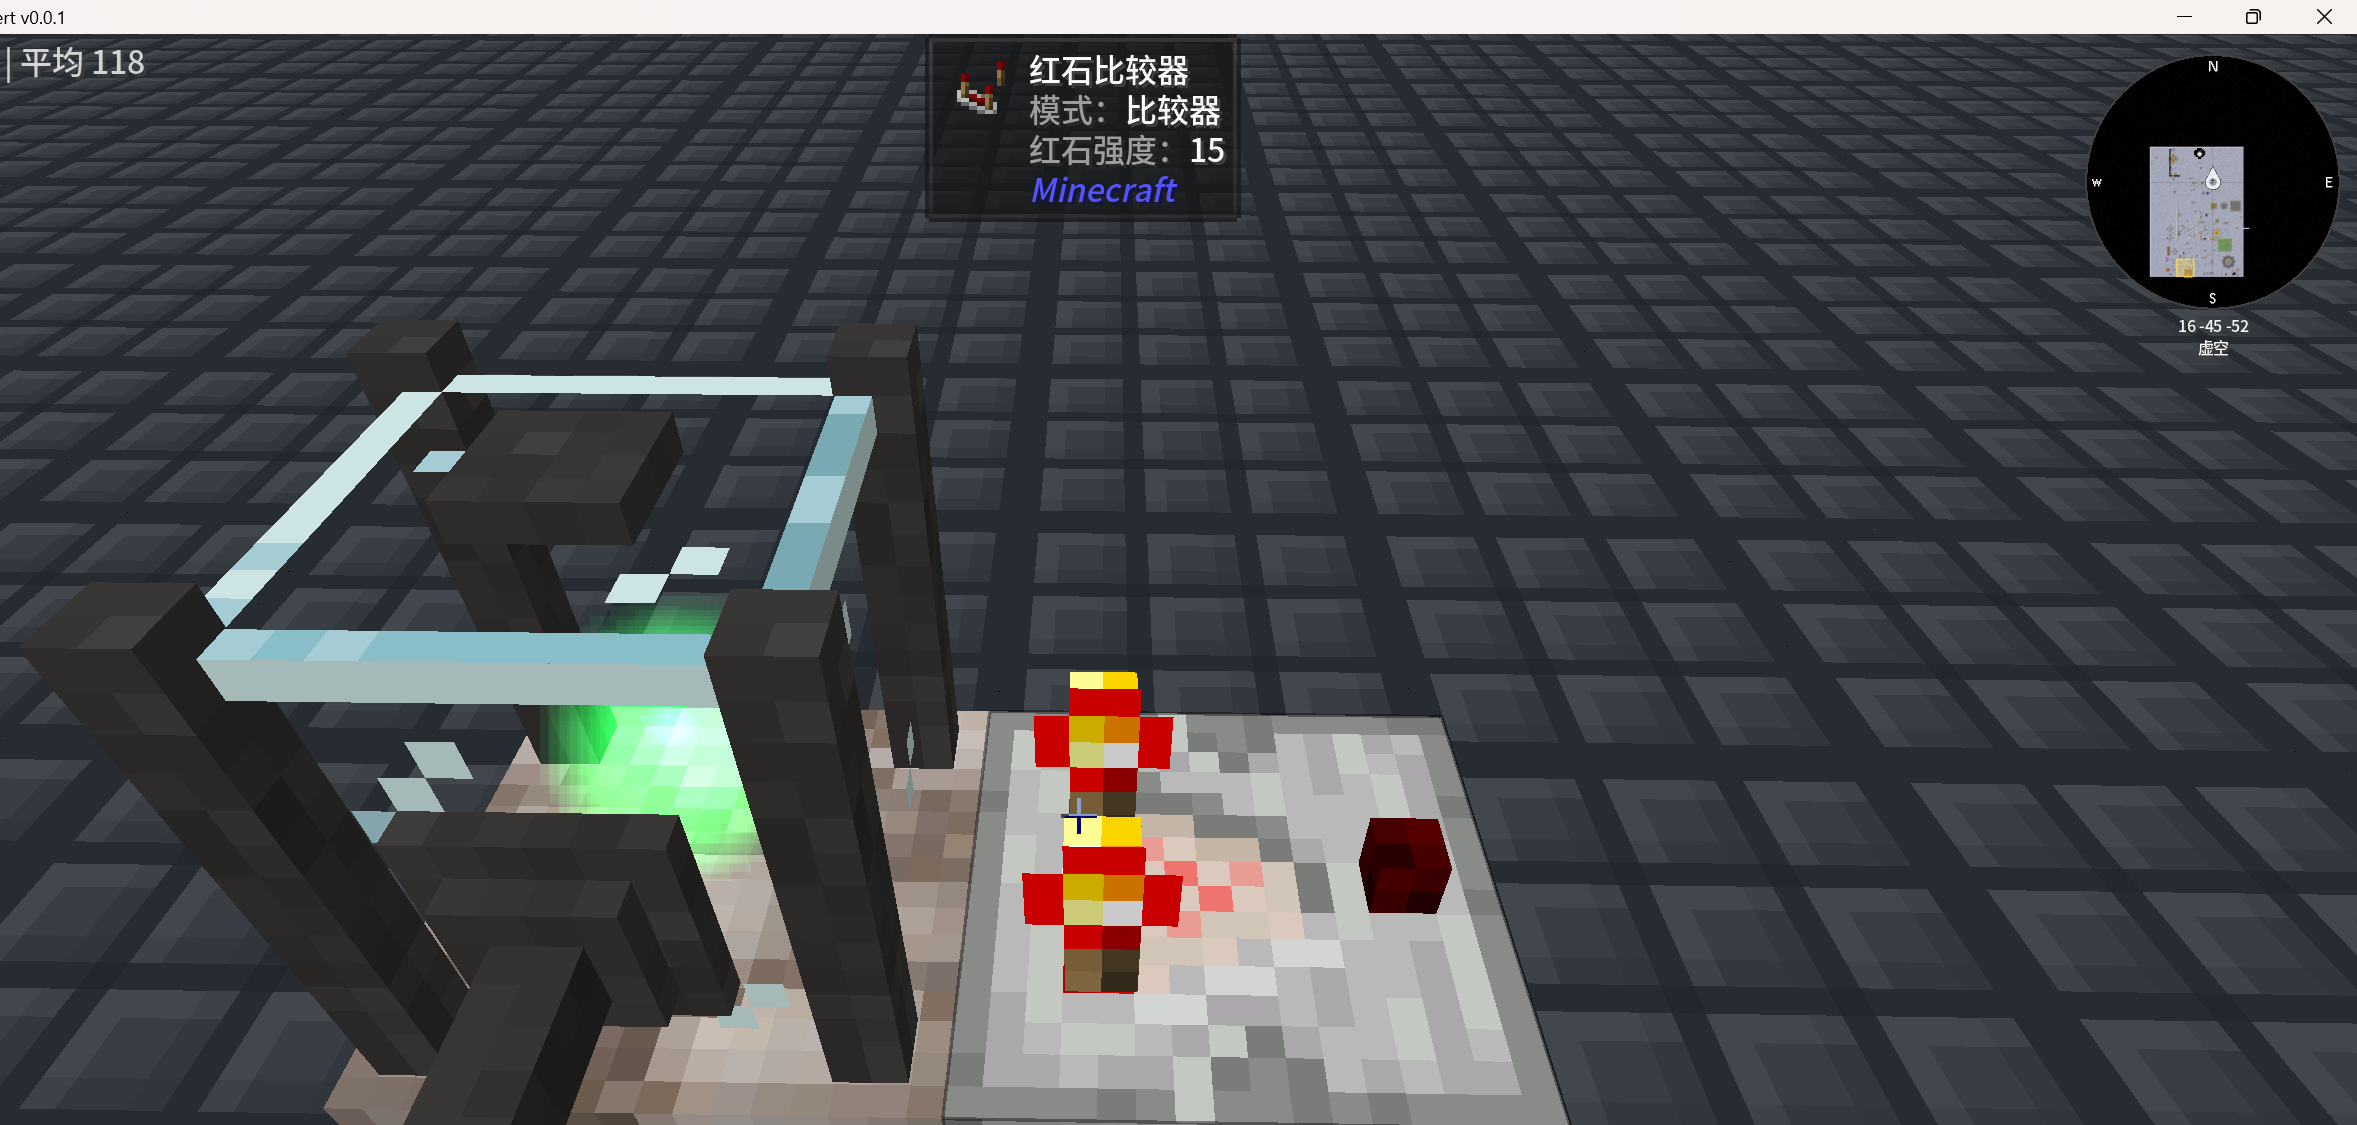 ert v0.0.1
| 平均 118
红石比较器
模式：比较器
红石强度：15
Minecraft
N
W
E
S
16 -45 -52
虚空